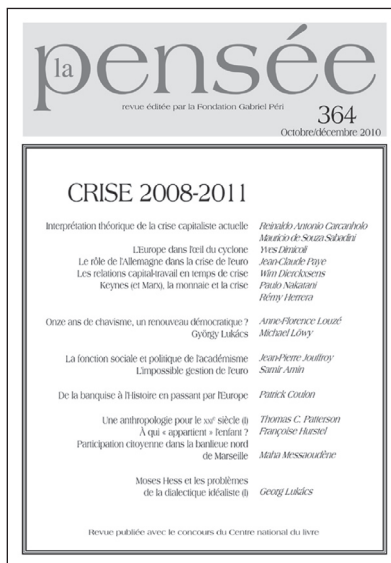 la
pensée
revue éditée par la Fondation Gabriel Péri
364
Octobre/décembre 2010
CRISE 2008-2011
Interprétation théorique de la crise capitaliste actuelle Reinaldo Antonio Carcanholo
Mauricio de Souza Sabadini
L'Europe dans l'œil du cyclone Yves Dimicoli
Le rôle de l'Allemagne dans la crise de l'euro Jean-Claude Paye
Les relations capital-travail en temps de crise Wim Dierckxsens
Keynes (et Marx), la monnaie et la crise Paulo Nakatani
Rémy Herrera
Onze ans de chavisme, un renouveau démocratique ? Anne-Florence Louzé
György Lukács Michael Löwy
La fonction sociale et politique de l'académisme Jean-Pierre Jouffroy
L'impossible gestion de l'euro Samir Amin
De la banquise à l'Histoire en passant par l'Europe Patrick Coulon
Une anthropologie pour le XXIe siècle (I) Thomas C. Patterson
À qui « appartient » l'enfant ? Françoise Hurstel
Participation citoyenne dans la banlieue nord
de Marseille Maha Messaoudène
Moses Hess et les problèmes
de la dialectique idéaliste (I) Georg Lukács
Revue publiée avec le concours du Centre national du livre